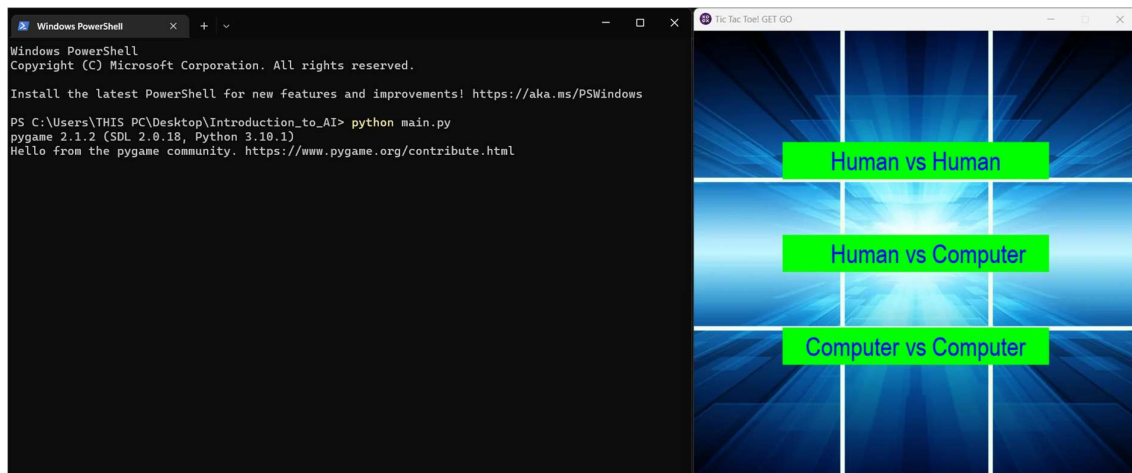 Windows PowerShell
Windows PowerShell
Copyright (C) Microsoft Corporation. All rights reserved.
Install the latest PowerShell for new features and improvements! https://aka.ms/PSWindows
PS C:\Users\THIS PC\Desktop\Introduction_to_AI> python main.py
pygame 2.1.2 (SDL 2.0.18, Python 3.10.1)
Hello from the pygame community. https://www.pygame.org/contribute.html
Tic Tac Toe! GET GO
Human vs Human
Human vs Computer
Computer vs Computer